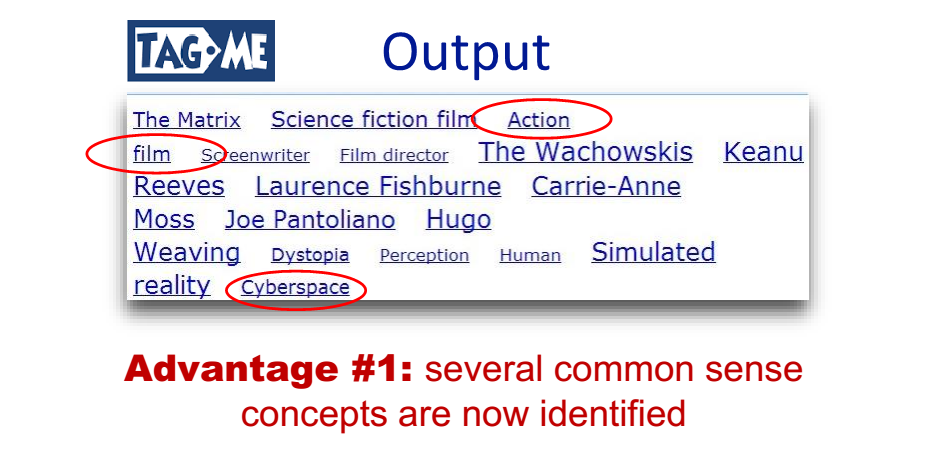 TAG ME Output
The Matrix Science fiction film Action
film Screenwriter Film director The Wachowskis Keanu
Reeves Laurence Fishburne Carrie-Anne
Moss Joe Pantoliano Hugo
Weaving Dystopia Perception Human Simulated
reality Cyberspace
Advantage #1: several common sense
concepts are now identified